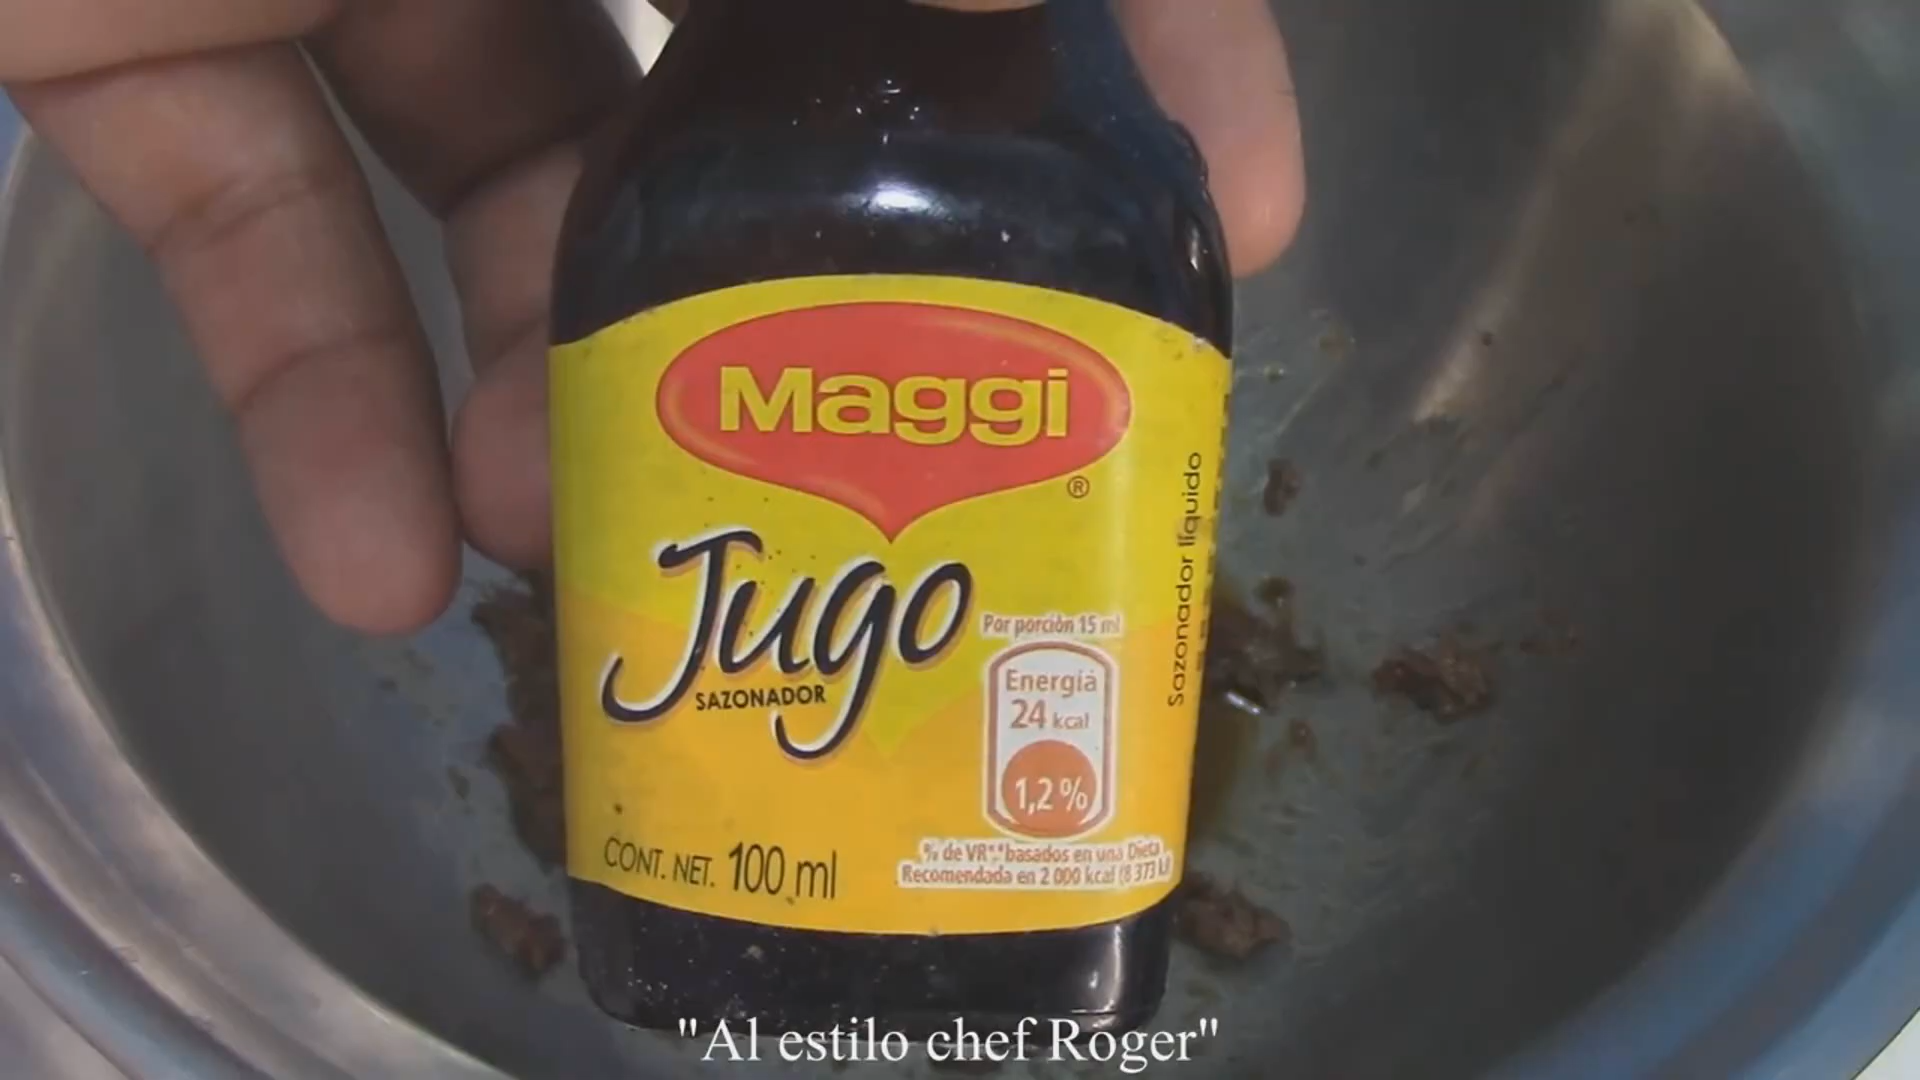 Maggi
®
Jugo
SAZONADOR
Sazonador líquido
Por porción 15 ml
Energía
24 kcal
1,2 %
CONT. NET. 100 ml
% de VR** basados en una Dieta
Recomendada en 2 000 kcal (8 373
"Al estilo chef Roger"